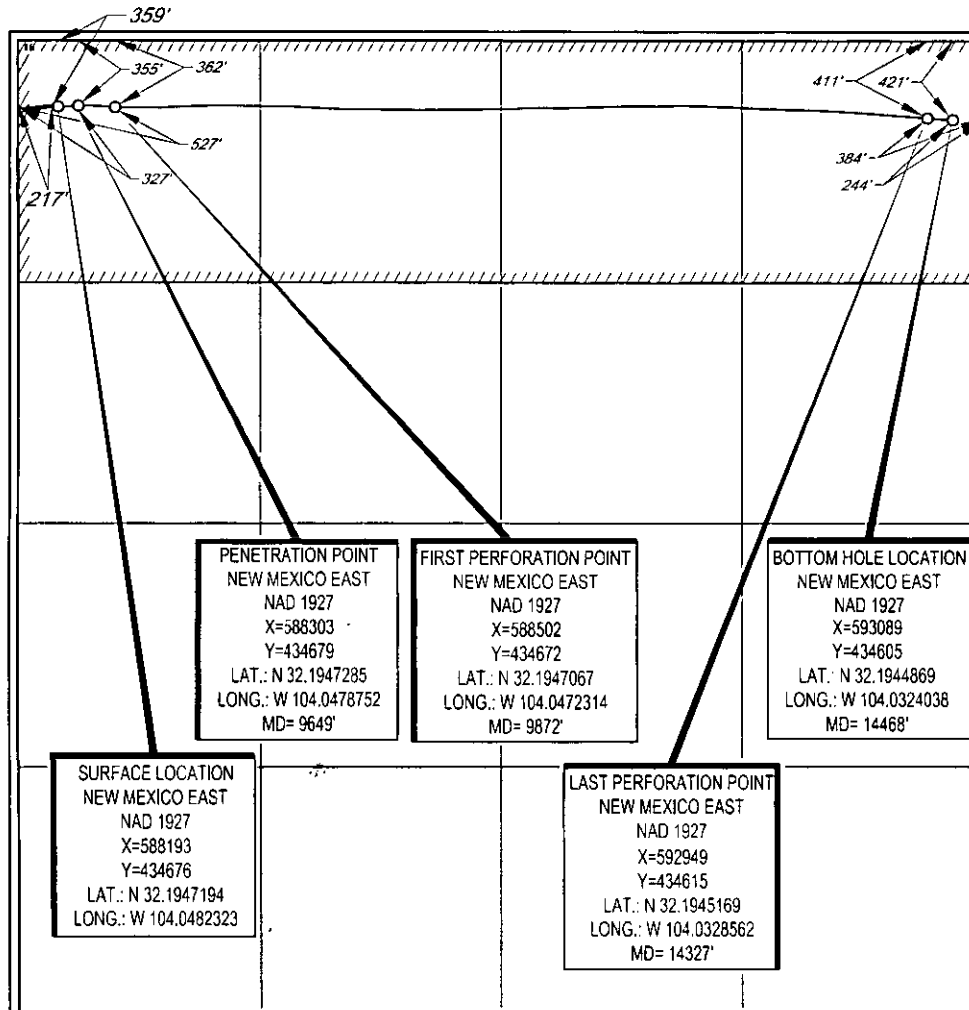 359'
355'
362'
411'
421'
527'
327'
217'
384'
244'
PENETRATION POINT
NEW MEXICO EAST
NAD 1927
X=588303
Y=434679
LAT.: N 32.1947285
LONG.: W 104.0478752
MD= 9649'
FIRST PERFORATION POINT
NEW MEXICO EAST
NAD 1927
X=588502
Y=434672
LAT.: N 32.1947067
LONG.: W 104.0472314
MD= 9872'
BOTTOM HOLE LOCATION
NEW MEXICO EAST
NAD 1927
X=593089
Y=434605
LAT.: N 32.1944869
LONG.: W 104.0324038
MD= 14468'
SURFACE LOCATION
NEW MEXICO EAST
NAD 1927
X=588193
Y=434676
LAT.: N 32.1947194
LONG.: W 104.0482323
LAST PERFORATION POINT
NEW MEXICO EAST
NAD 1927
X=592949
Y=434615
LAT.: N 32.1945169
LONG.: W 104.0328562
MD= 14327'